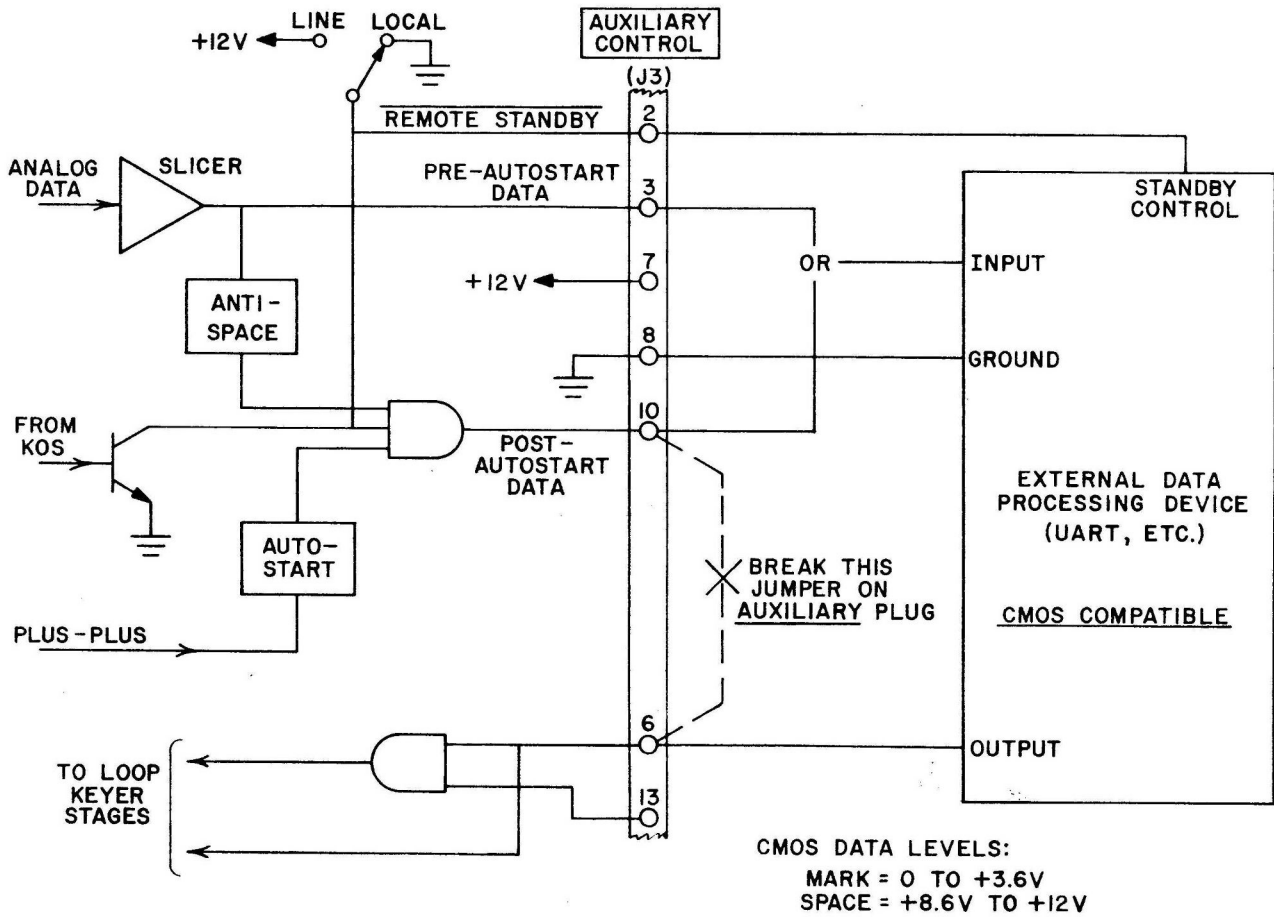 AUXILIARY
CONTROL
(J3)
LINE
LOCAL
+12V
REMOTE STANDBY
2
ANALOG
DATA
SLICER
PRE-AUTOSTART
DATA
3
STANDBY
CONTROL
ANTI-
SPACE
+12V
7
OR
INPUT
8
GROUND
FROM
KOS
10
POST-
AUTOSTART
DATA
AUTO-
START
EXTERNAL DATA
PROCESSING DEVICE
(UART, ETC.)
CMOS COMPATIBLE
BREAK THIS
JUMPER ON
AUXILIARY PLUG
PLUS-PLUS
6
OUTPUT
TO LOOP
KEYER
STAGES
13
CMOS DATA LEVELS:
MARK = 0 TO +3.6V
SPACE = +8.6V TO +12V